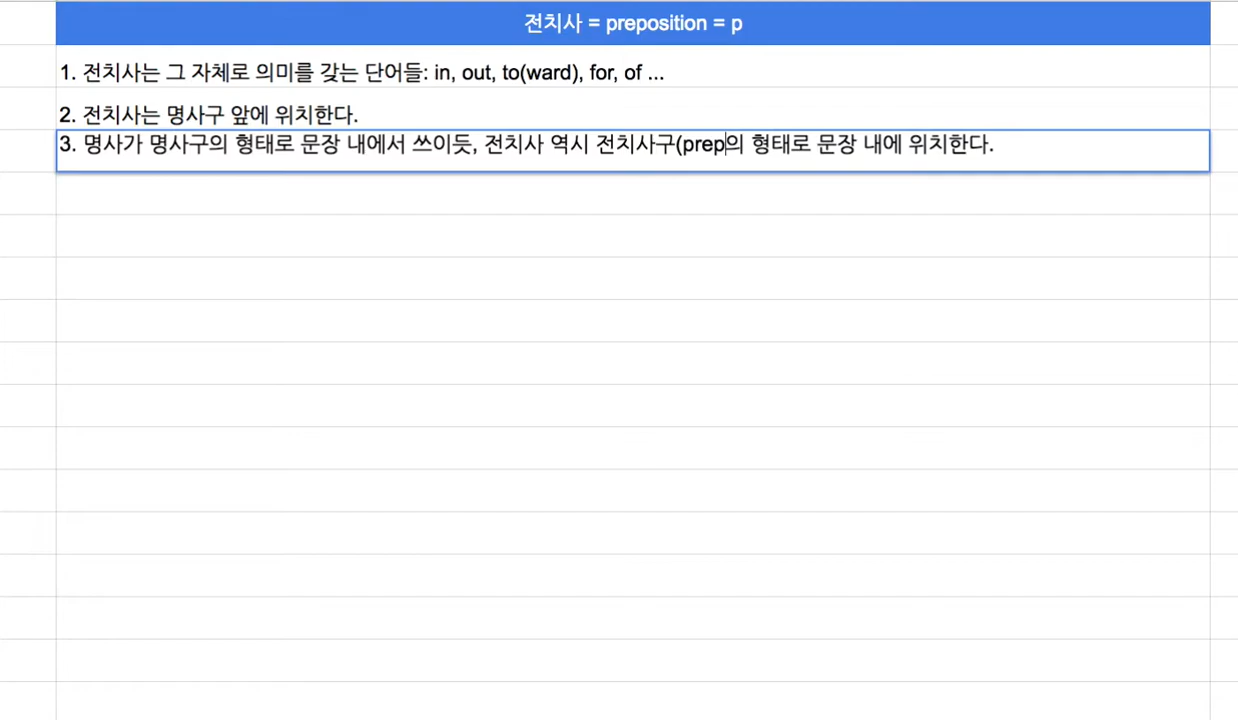 전치사 = preposition = p
1. 전치사는 그 자체로 의미를 갖는 단어들: in, out, to(ward), for, of ...
2. 전치사는 명사구 앞에 위치한다.
3. 명사가 명사구의 형태로 문장 내에서 쓰이듯, 전치사 역시 전치사구(prep의 형태로 문장 내에 위치한다.